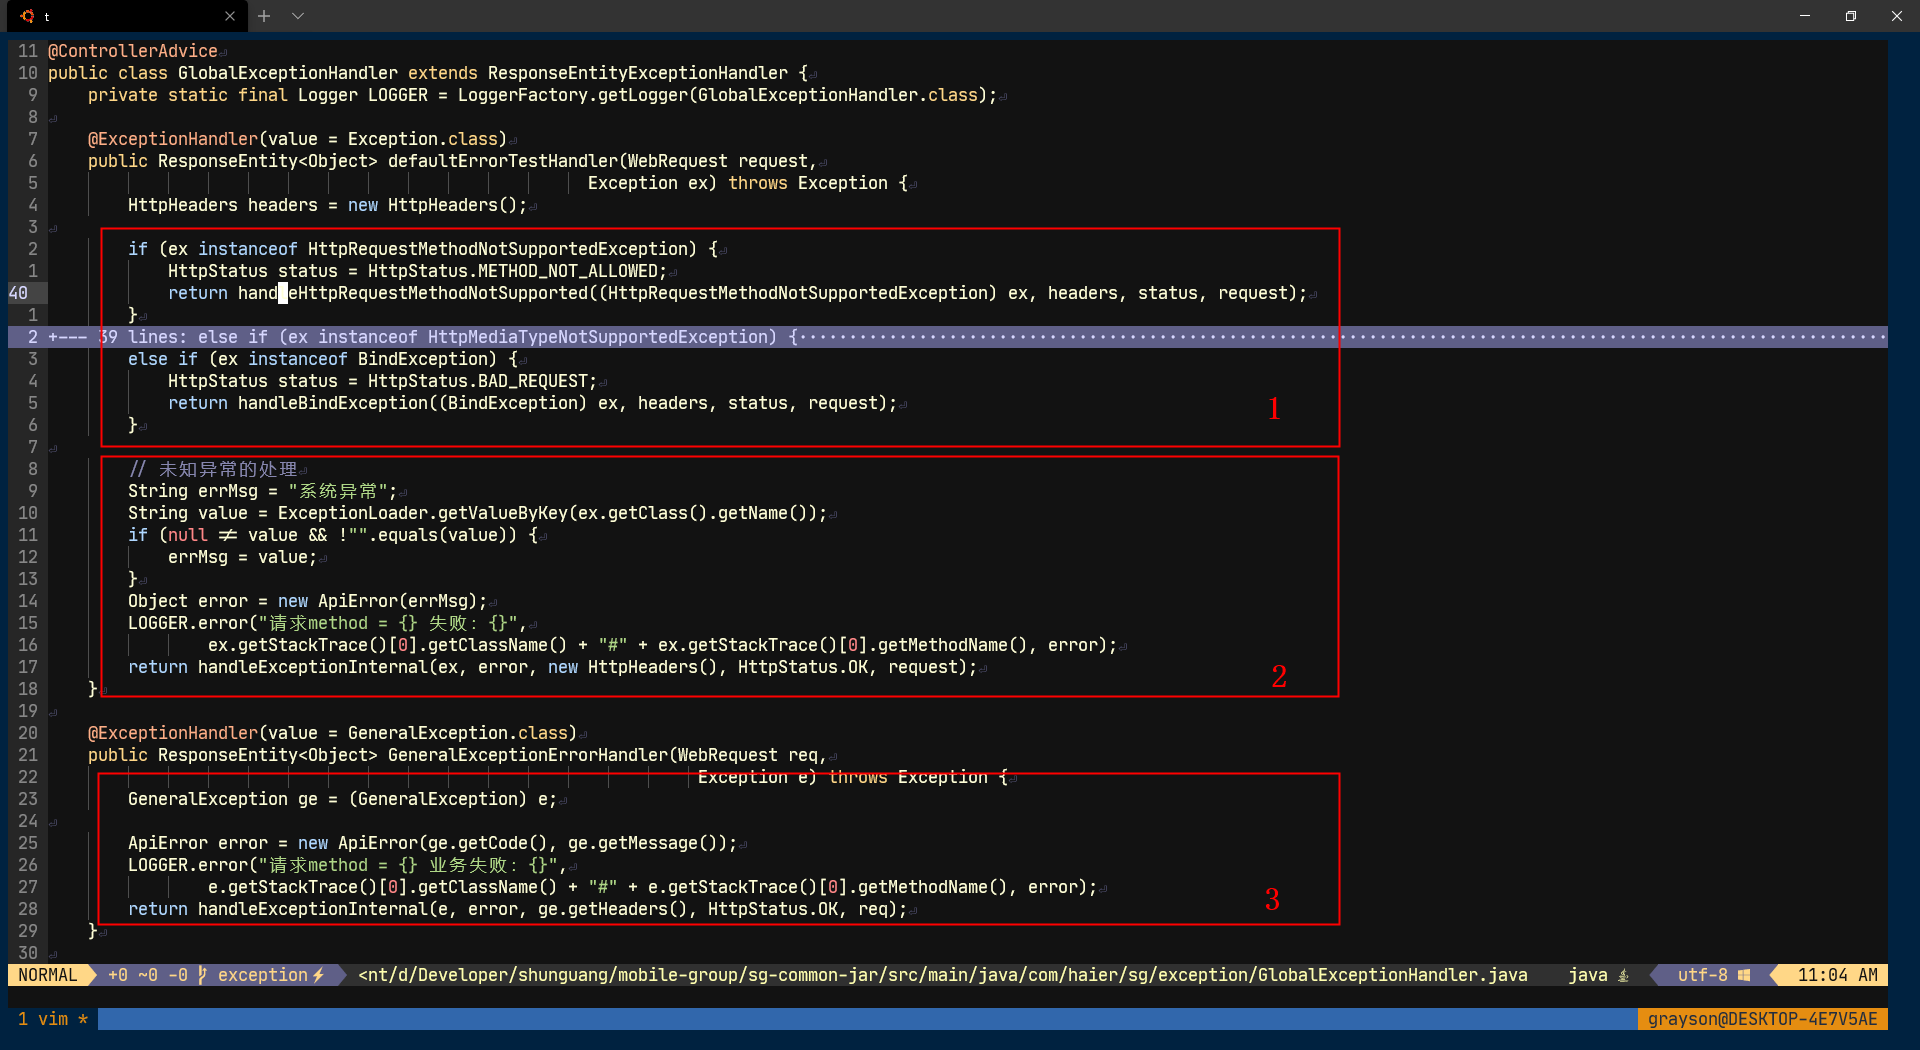 t
11 @ControllerAdvice
10 public class GlobalExceptionHandler extends ResponseEntityExceptionHandler {
9     private static final Logger LOGGER = LoggerFactory.getLogger(GlobalExceptionHandler.class);
8
7     @ExceptionHandler(value = Exception.class)
6     public ResponseEntity<Object> defaultErrorTestHandler(WebRequest request,
5                                                       Exception ex) throws Exception {
4         HttpHeaders headers = new HttpHeaders();
3
2         if (ex instanceof HttpRequestMethodNotSupportedException) {
1             HttpStatus status = HttpStatus.METHOD_NOT_ALLOWED;
40             return handleHttpRequestMethodNotSupported((HttpRequestMethodNotSupportedException) ex, headers, status, request);
1         }
2 +--- 39 lines: else if (ex instanceof HttpMediaTypeNotSupportedException) {
3         else if (ex instanceof BindException) {
4             HttpStatus status = HttpStatus.BAD_REQUEST;
5             return handleBindException((BindException) ex, headers, status, request);
1
6         }
7
8         // 未知异常的处理
9         String errMsg = "系统异常";
10         String value = ExceptionLoader.getValueByKey(ex.getClass().getName());
11         if (null != value && !"".equals(value)) {
12             errMsg = value;
13         }
14         Object error = new ApiError(errMsg);
15         LOGGER.error("请求method = {} 失败: {}",
16                 ex.getStackTrace()[0].getClassName() + "#" + ex.getStackTrace()[0].getMethodName(), error);
17         return handleExceptionInternal(ex, error, new HttpHeaders(), HttpStatus.OK, request);
2
18     }
19
20     @ExceptionHandler(value = GeneralException.class)
21     public ResponseEntity<Object> GeneralExceptionErrorHandler(WebRequest req,
22                                                                  Exception e) throws Exception {
23         GeneralException ge = (GeneralException) e;
24
25         ApiError error = new ApiError(ge.getCode(), ge.getMessage());
26         LOGGER.error("请求method = {} 业务失败: {}",
27                 e.getStackTrace()[0].getClassName() + "#" + e.getStackTrace()[0].getMethodName(), error);
3
28         return handleExceptionInternal(e, error, ge.getHeaders(), HttpStatus.OK, req);
29     }
30
NORMAL +0 ~0 -0 exception <nt/d/Developer/shunguang/mobile-group/sg-common-jar/src/main/java/com/haier/sg/exception/GlobalExceptionHandler.java java utf-8 11:04 AM
1 vim * grayson@DESKTOP-4E7V5AE